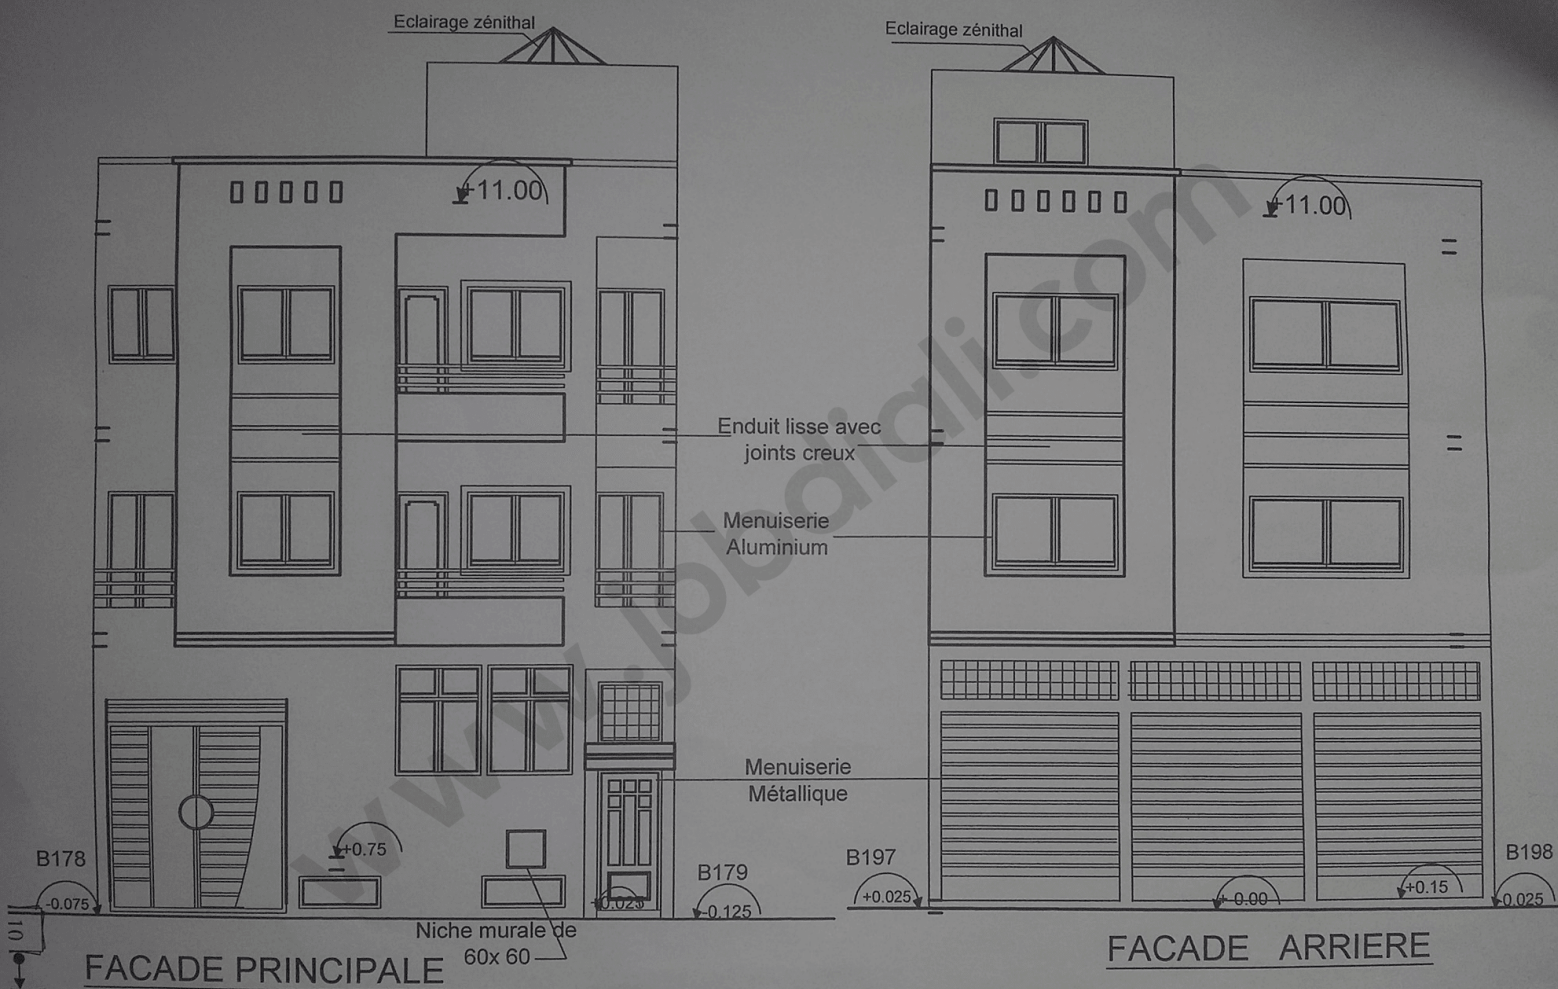 Eclairage zénithal
+11.00
Eclairage zénithal
+11.00
Enduit lisse avec
joints creux
Menuiserie
Aluminium
Menuiserie
Métallique
B178
-0.075
+0.75
B179
-0.125
+0.025
B197
+0.025
+0.00
+0.15
B198
0.025
10
Niche murale de
60x 60
FACADE PRINCIPALE
FACADE ARRIERE
www.jobdiali.com